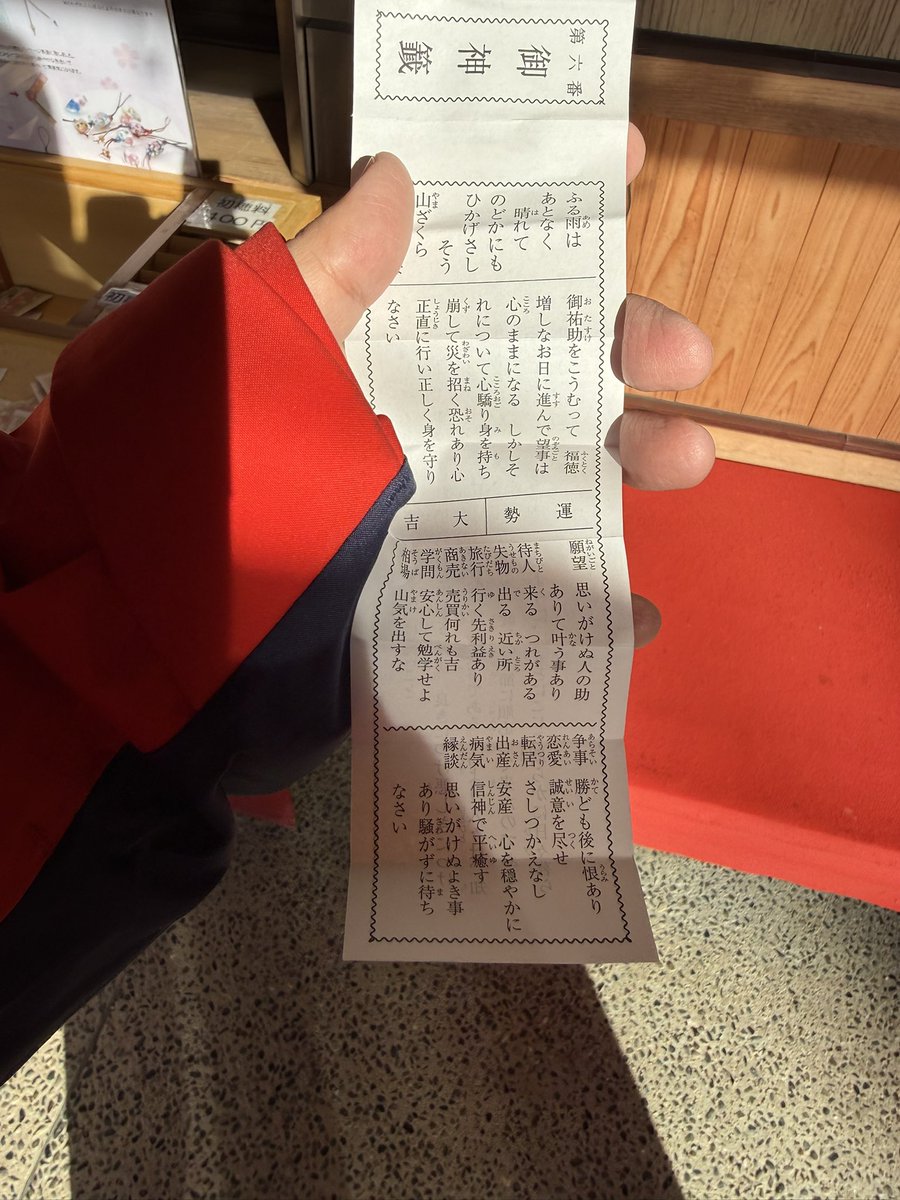 第六番
御神籤
ふる雨は
あとなく
晴れて
のどかにも
ひかげさし
そう
山ざくら
御祐助をこうむって 福徳
増しなお日に進んで望事は
心のままになる しかしそ
れについて心驕り身を持ち
崩して災を招く恐れあり心
正直に行い正しく身を守り
なさい
運勢
大吉
願望 思いがけぬ人の助
ありて叶う事あり
待人 来る つれがある
失物 出る 近い所
旅行 行く先利益あり
商売 売買何れも吉
学問 安心して勉学せよ
相場 山気を出すな
争事 勝ども後に恨あり
恋愛 誠意を尽せ
転居 さしつかえなし
出産 安産 心を穏やかに
病気 信神で平癒す
縁談 思いがけぬよき事
あり騒がずに待ち
なさい
初穂料
100円